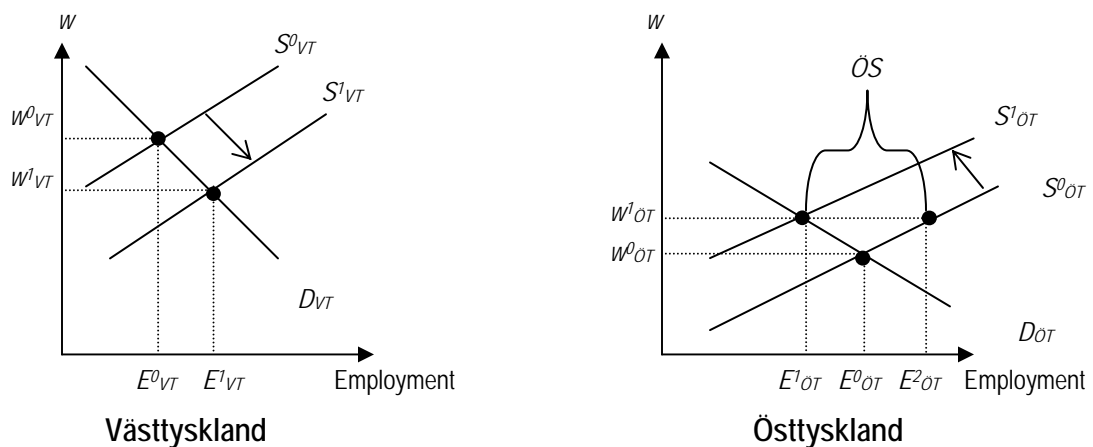 w
S⁰VT
S¹VT
w⁰VT
w¹VT
DVT
E⁰VT E¹VT Employment
Västtyskland
w
ÖS
S¹ÖT
S⁰ÖT
w¹ÖT
w⁰ÖT
DÖT
E¹ÖT E⁰ÖT E²ÖT Employment
Östtyskland